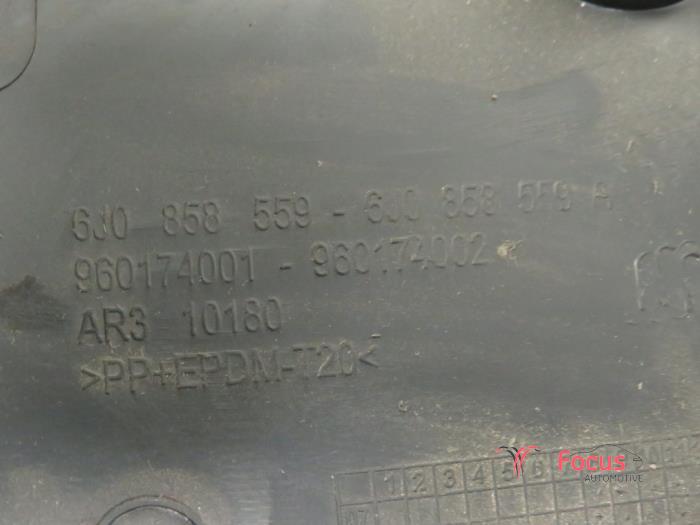 6J0 858 559 - 6J0 858 559 A
960174001 - 960174002
AR3 10180
>PP+EPDM-T20<
1 2 3 4 5 6
Focus
AUTOMOTIVE